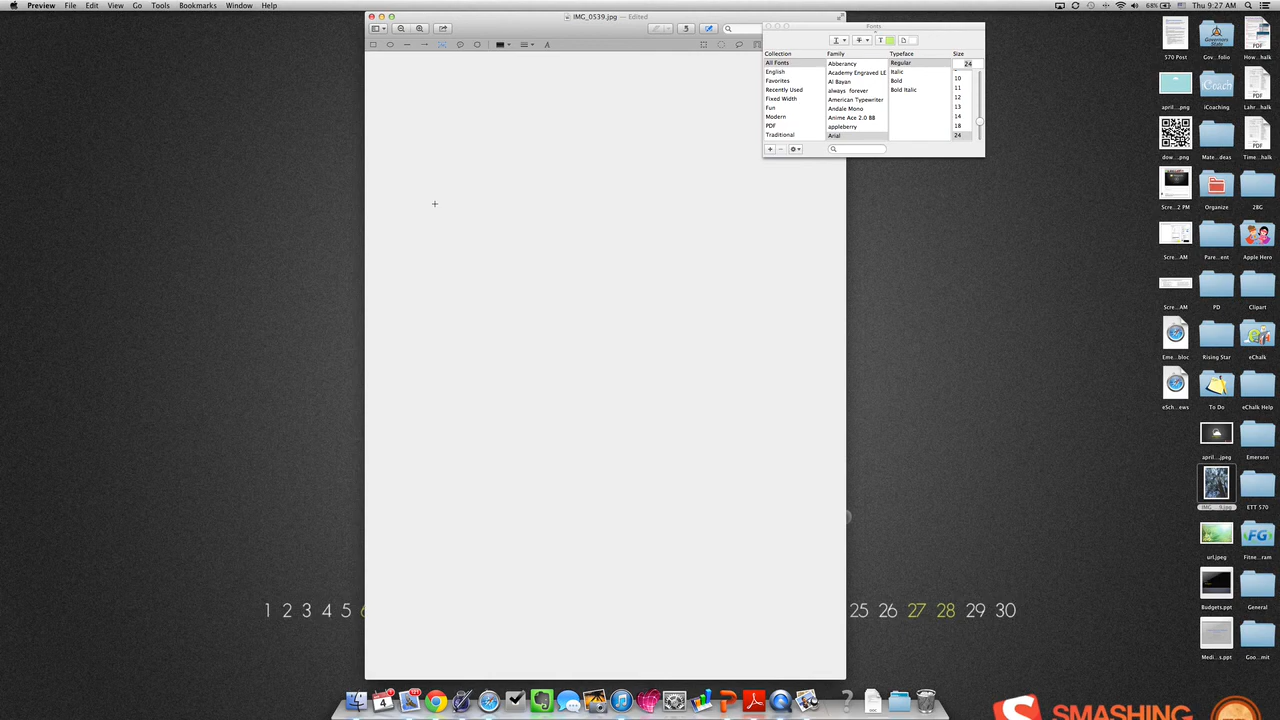 Preview File Edit View Go Tools Bookmarks Window Help
68% Thu 9:27 AM
IMG_0539.jpg — Edited
Fonts
Collection Family Typeface Size
All Fonts
English
Favorites
Recently Used
Fixed Width
Fun
Modern
PDF
Traditional
Abberancy
Academy Engraved LE
Al Bayan
always forever
American Typewriter
Andale Mono
Anime Ace 2.0 BB
appleberry
Arial
Regular
Italic
Bold
Bold Italic
24
10
11
12
13
14
18
24
570 Post
Gov...folio
How...halk
april....png
iCoaching
Lahr...halk
dow...png
Mate...deas
Time...halk
Scre...2 PM
Organize
2BG
Scre...AM
Pare...ent
Apple Hero
Scre...AM
PD
Clipart
Eme...bloc
Rising Star
eChalk
eSch...ews
To Do
eChalk Help
april....jpeg
Emerson
ETT 570
url.jpeg
Fitne...ram
Budgets.ppt
General
Medi...s.ppt
Goo...mit
1 2 3 4 5 6
25 26 27 28 29 30
SMASHING